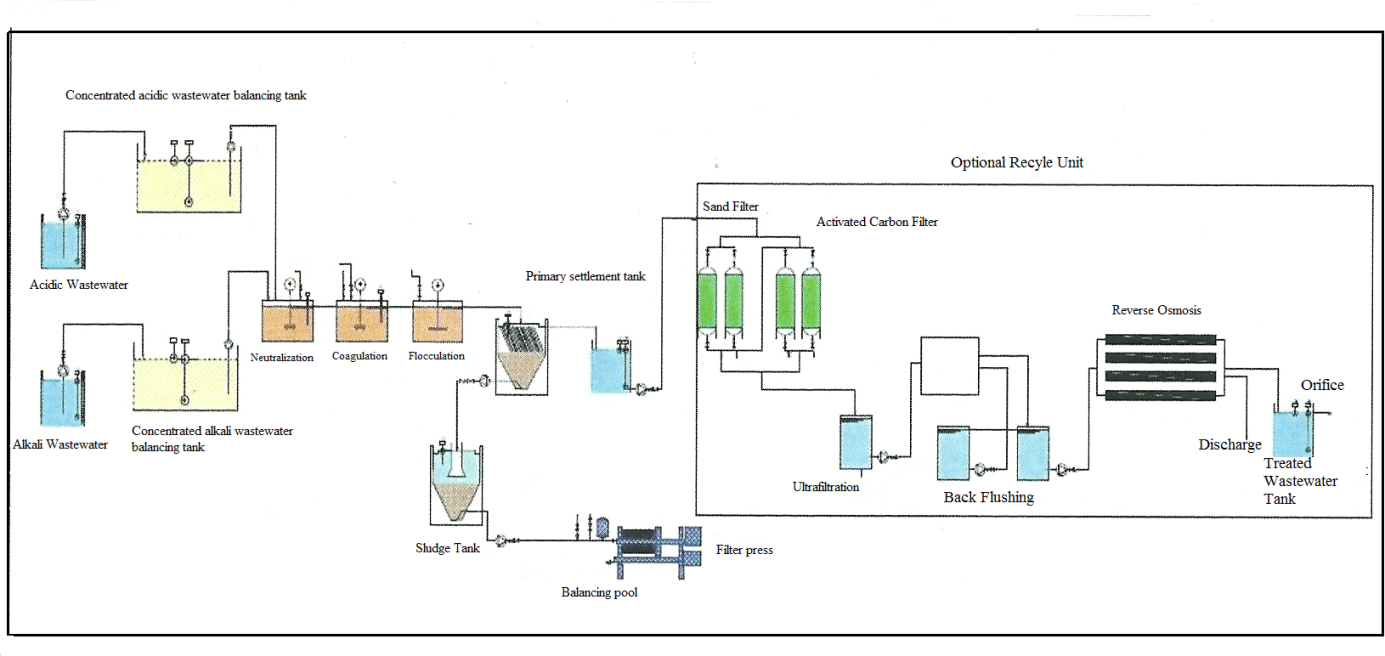 Concentrated acidic wastewater balancing tank
Optional Recyle Unit
Sand Filter
Activated Carbon Filter
Acidic Wastewater
Primary settlement tank
Reverse Osmosis
Neutralization
Coagulation
Flocculation
Orifice
Alkali Wastewater
Concentrated alkali wastewater
balancing tank
Discharge
Treated
Wastewater
Tank
Ultrafiltration
Back Flushing
Sludge Tank
Filter press
Balancing pool